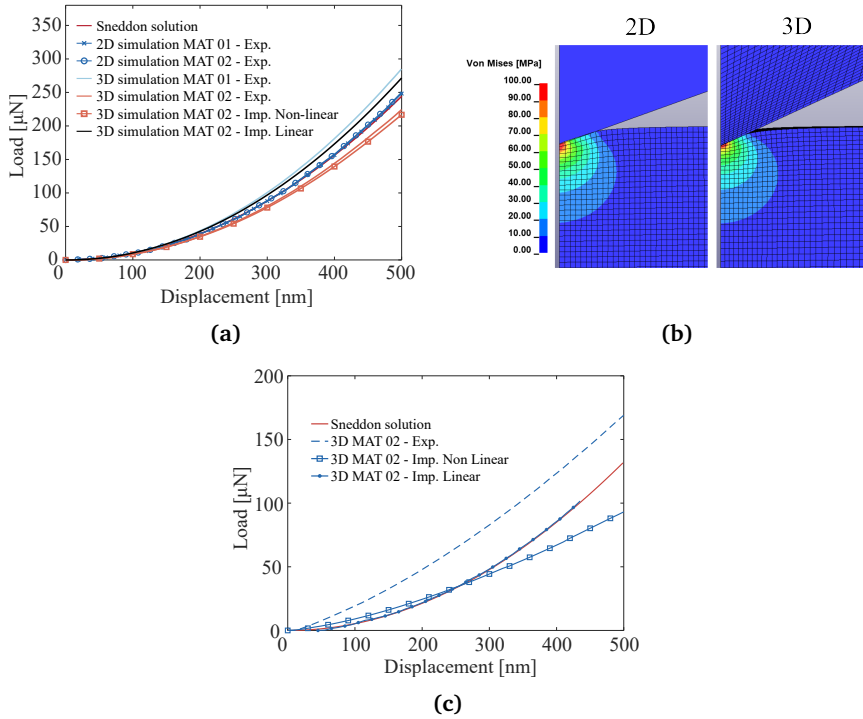 350
300
250
200
150
100
50
0
Load [µN]
Sneddon solution
2D simulation MAT 01 - Exp.
2D simulation MAT 02 - Exp.
3D simulation MAT 01 - Exp.
3D simulation MAT 02 - Exp.
3D simulation MAT 02 - Imp. Non-linear
3D simulation MAT 02 - Imp. Linear
0 100 200 300 400 500
Displacement [nm]
(a)
2D 3D
Von Mises [MPa]
100.00
90.00
80.00
70.00
60.00
50.00
40.00
30.00
20.00
10.00
0.00
(b)
200
150
100
50
0
Load [µN]
Sneddon solution
3D MAT 02 - Exp.
3D MAT 02 - Imp. Non Linear
3D MAT 02 - Imp. Linear
0 100 200 300 400 500
Displacement [nm]
(c)